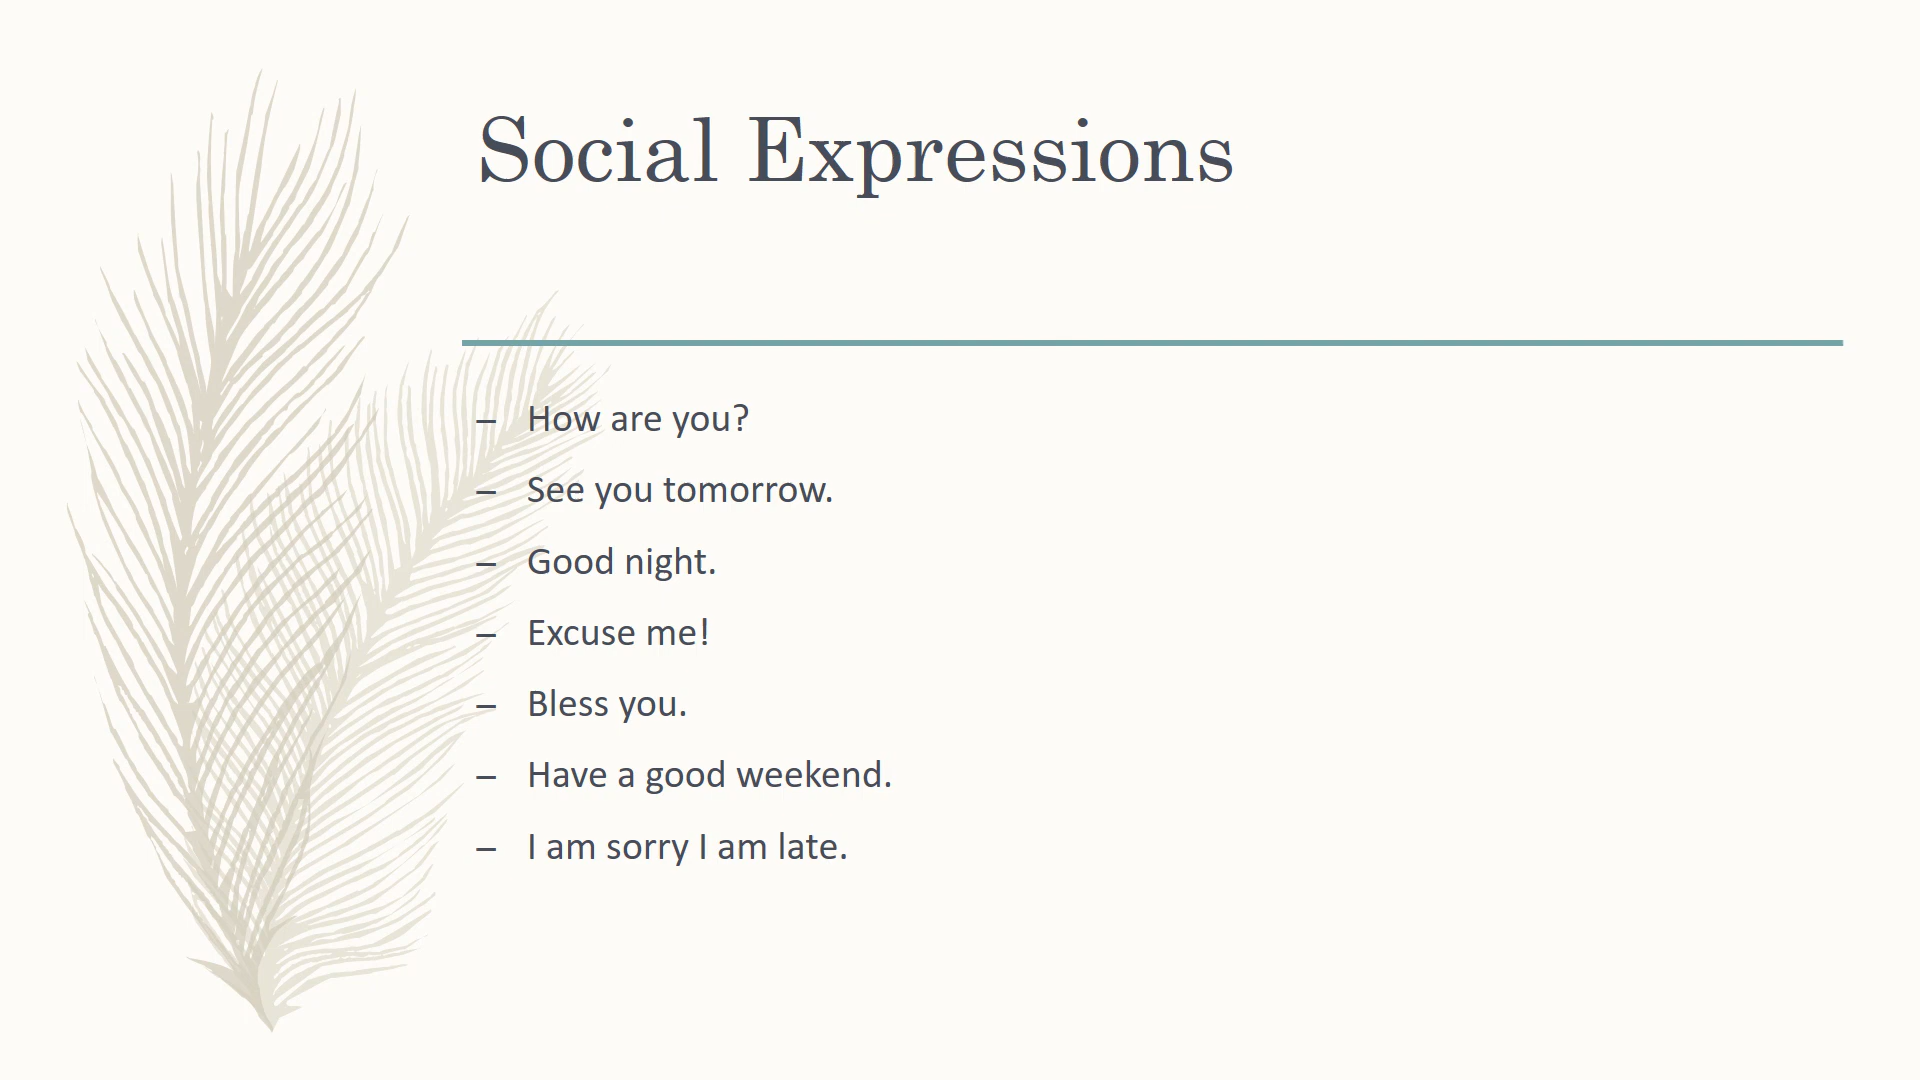 Social Expressions
– How are you?
– See you tomorrow.
– Good night.
– Excuse me!
– Bless you.
– Have a good weekend.
– I am sorry I am late.